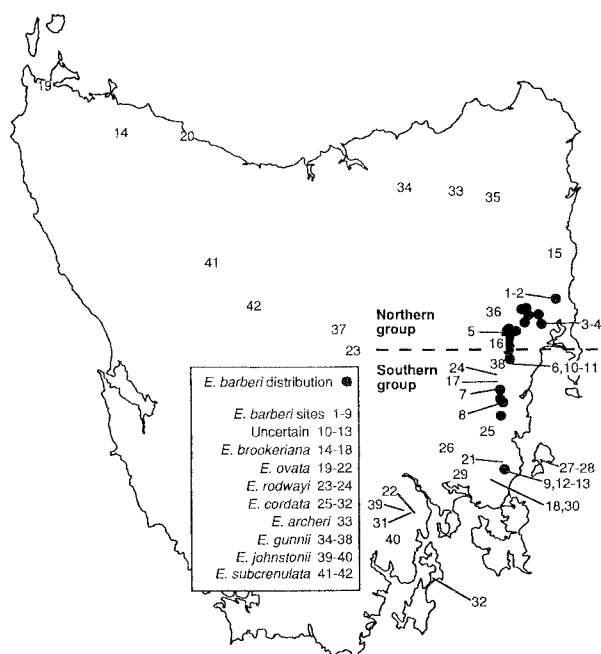 19
14
20
34
33
35
15
41
1-2
42
36
3-4
Northern
group
5
37
16
23
38
6,10-11
Southern
group
24
17
7
8
25
26
21
27-28
29
9,12-13
22
18,30
39
31
40
32
E. barberi distribution
E. barberi sites 1-9
Uncertain 10-13
E. brookeriana 14-18
E. ovata 19-22
E. rodwayi 23-24
E. cordata 25-32
E. archeri 33
E. gunnii 34-38
E. johnstonii 39-40
E. subcrenulata 41-42